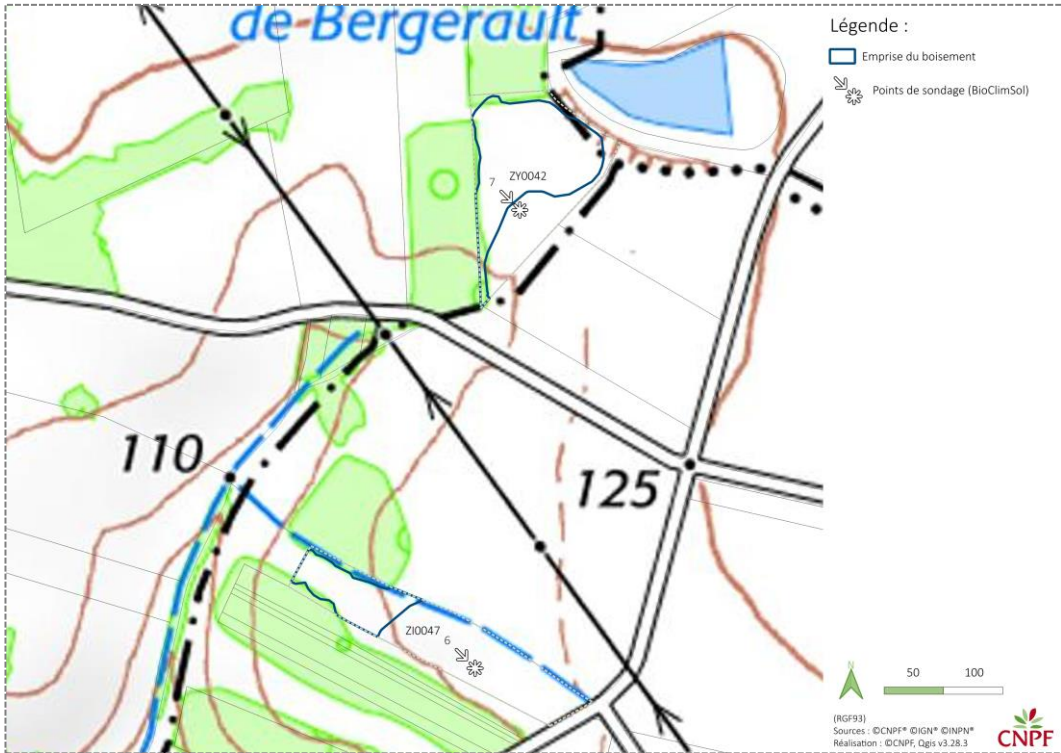 de Bergerault
Légende :
Emprise du boisement
Points de sondage (BioClimSol)
ZY0042
7
110
125
ZI0047
6
N
50 100
(RGF93)
Sources : ©CNPF® ©IGN® ©INPN®
Réalisation : ©CNPF, Qgis v3.28.3
CNPF